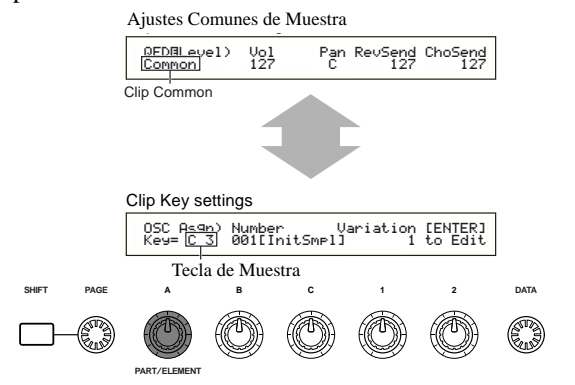 Ajustes Comunes de Muestra
QED Level) Vol Pan RevSend ChoSend
Common 127 C 127 127
Clip Common
Clip Key settings
OSC Asgn) Number Variation [ENTER]
Key= C 3 001[InitSmpl] 1 to Edit
Tecla de Muestra
SHIFT PAGE A B C 1 2 DATA
PART/ELEMENT